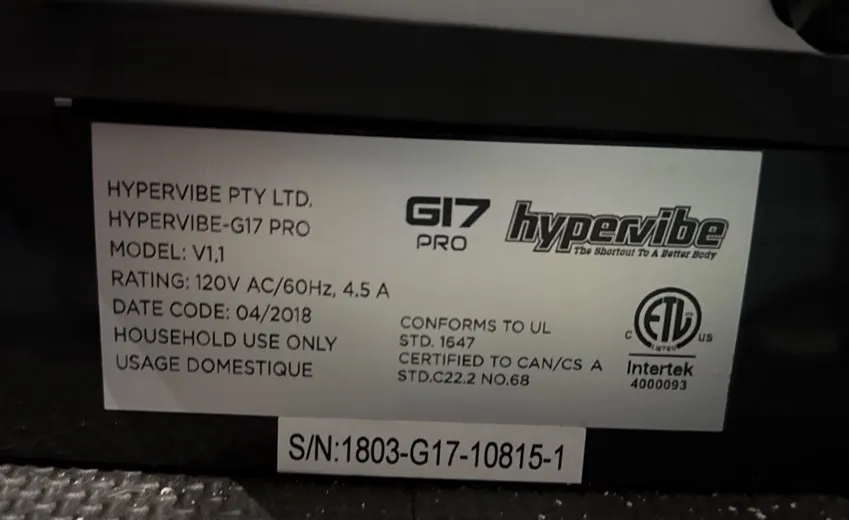 HYPERVIBE PTY LTD.
HYPERVIBE-G17 PRO
MODEL: V1.1
RATING: 120V AC/60Hz, 4.5 A
DATE CODE: 04/2018
HOUSEHOLD USE ONLY
USAGE DOMESTIQUE
G17
PRO
hypervibe
The Shortcut To A Better Body
CONFORMS TO UL
STD. 1647
CERTIFIED TO CAN/CS A
STD.C22.2 NO.68
C ETL US
LISTED
Intertek
4000093
S/N:1803-G17-10815-1